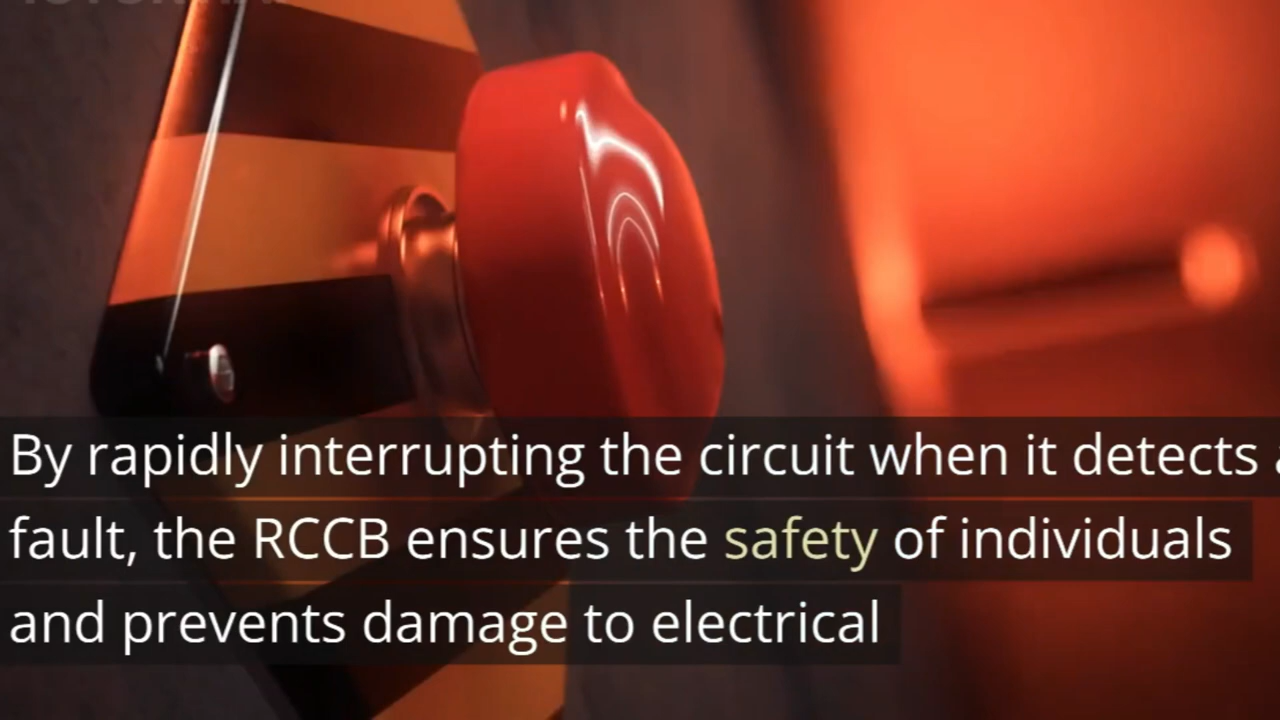 By rapidly interrupting the circuit when it detects a
fault, the RCCB ensures the safety of individuals
and prevents damage to electrical